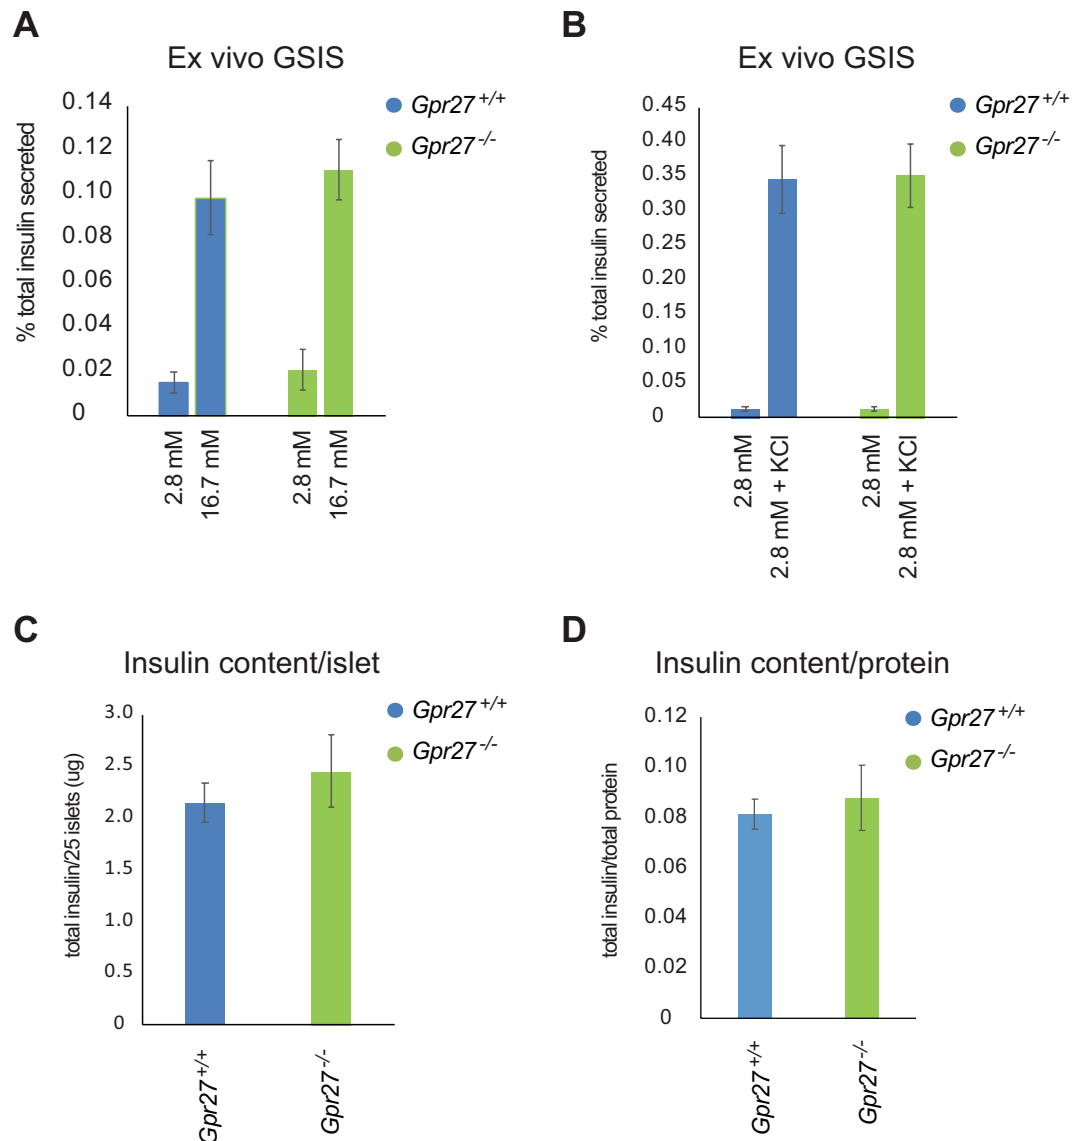 A
Ex vivo GSIS
% total insulin secreted
0.14
0.12
0.10
0.08
0.06
0.04
0.02
0
Gpr27+/+
Gpr27-/-
2.8 mM
16.7 mM
2.8 mM
16.7 mM
B
Ex vivo GSIS
% total insulin secreted
0.45
0.40
0.35
0.30
0.25
0.20
0.15
0.10
0.05
0
Gpr27+/+
Gpr27-/-
2.8 mM
2.8 mM + KCl
2.8 mM
2.8 mM + KCl
C
Insulin content/islet
total insulin/25 islets (ug)
3.0
2.5
2.0
1.5
1.0
0.5
0
Gpr27+/+
Gpr27-/-
Gpr27+/+
Gpr27-/-
D
Insulin content/protein
total insulin/total protein
0.12
0.10
0.08
0.06
0.04
0.02
0
Gpr27+/+
Gpr27-/-
Gpr27+/+
Gpr27-/-